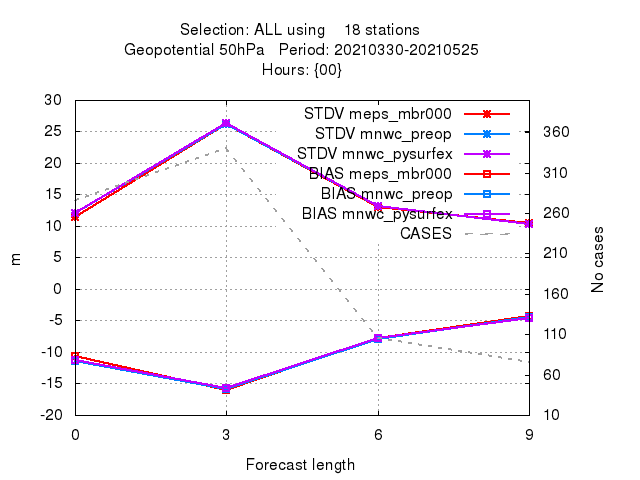 Selection: ALL using 18 stations
Geopotential 50hPa Period: 20210330-20210525
Hours: {00}
30
25
20
15
10
5
0
-5
-10
-15
-20
m
STDV meps_mbr000
STDV mnwc_preop
STDV mnwc_pysurfex
BIAS meps_mbr000
BIAS mnwc_preop
BIAS mnwc_pysurfex
CASES
360
310
260
210
160
110
60
10
No cases
0 3 6 9
Forecast length